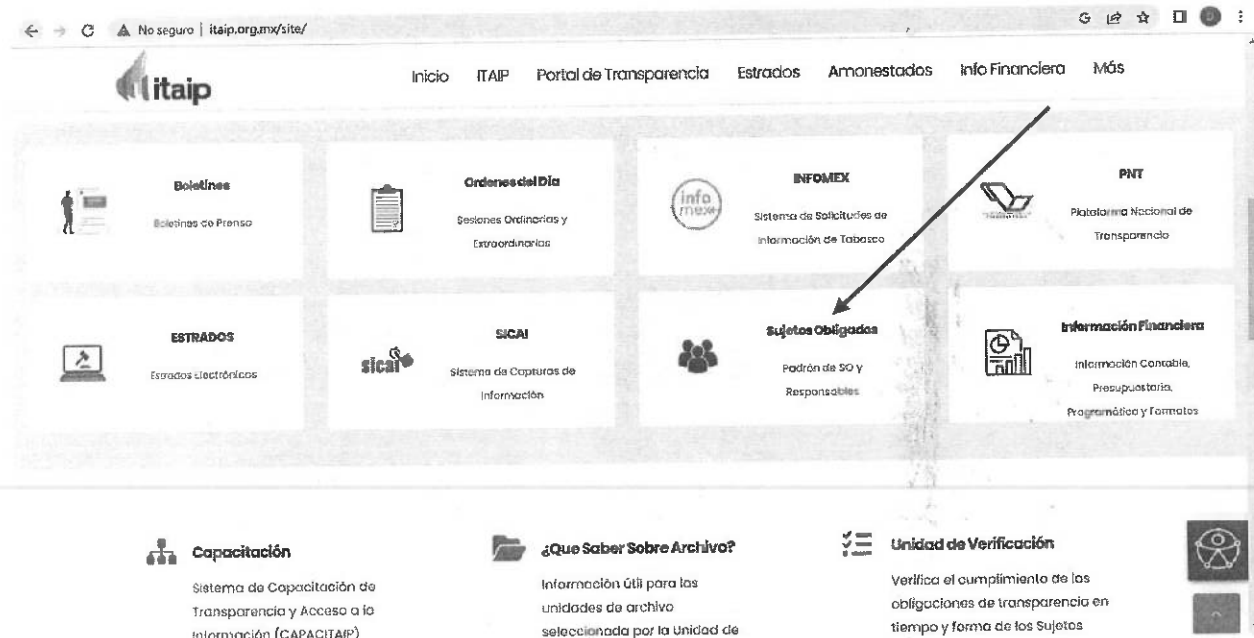 No seguro | itaip.org.mx/site/
itaip
Inicio ITAIP Portal de Transparencia Estrados Amonestados Info Financiera Más
Boletines
Boletines de Prensa
Ordenes del Dia
Sesiones Ordinarias y
Extraordinarias
info
mex
INFOMEX
Sistema de Solicitudes de
Información de Tabasco
PNT
Plataforma Nacional de
Transparencia
ESTRADOS
Estrados Electrónicos
sicai
SICAI
Sistema de Capturas de
Información
Sujetos Obligados
Padrón de SO y
Responsables
Información Financiera
Información Contable,
Presupuestaria,
Programática y Formatos
Capacitación
Sistema de Capacitación de
Transparencia y Acceso a la
Información (CAPACITAIP)
¿Que Saber Sobre Archivo?
Información útil para las
unidades de archivo
seleccionada por la Unidad de
Unidad de Verificación
Verifica el cumplimiento de las
obligaciones de transparencia en
tiempo y forma de los Sujetos